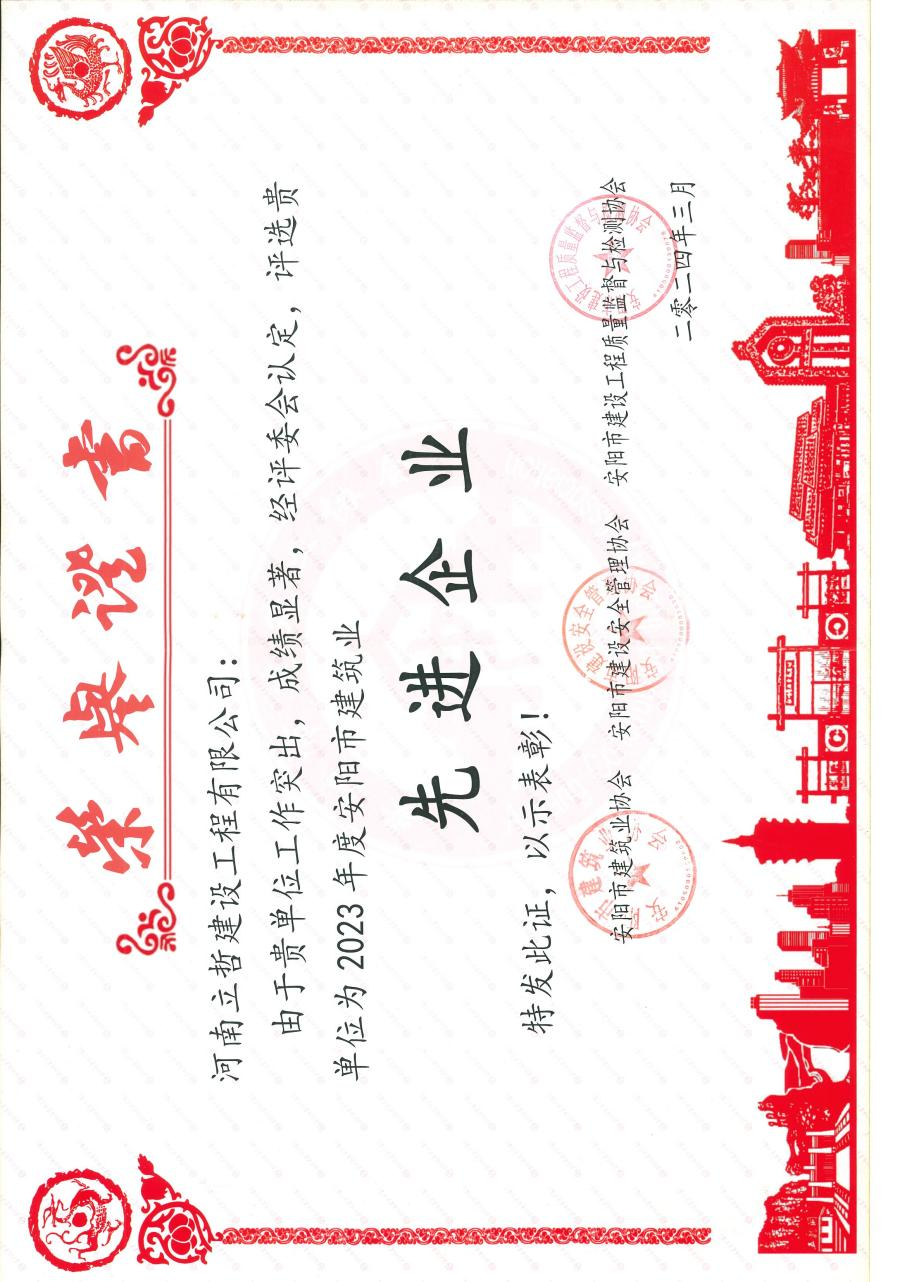 荣誉證书
河南立哲建设工程有限公司：
由于贵单位工作突出，成绩显著，经评委会认定，评选贵
单位为 2023 年度安阳市建筑业
先进企业
特发此证，以示表彰！
安阳市建筑业协会 安阳市建设安全管理协会 安阳市建设工程质量监督与检测协会
二零二四年三月